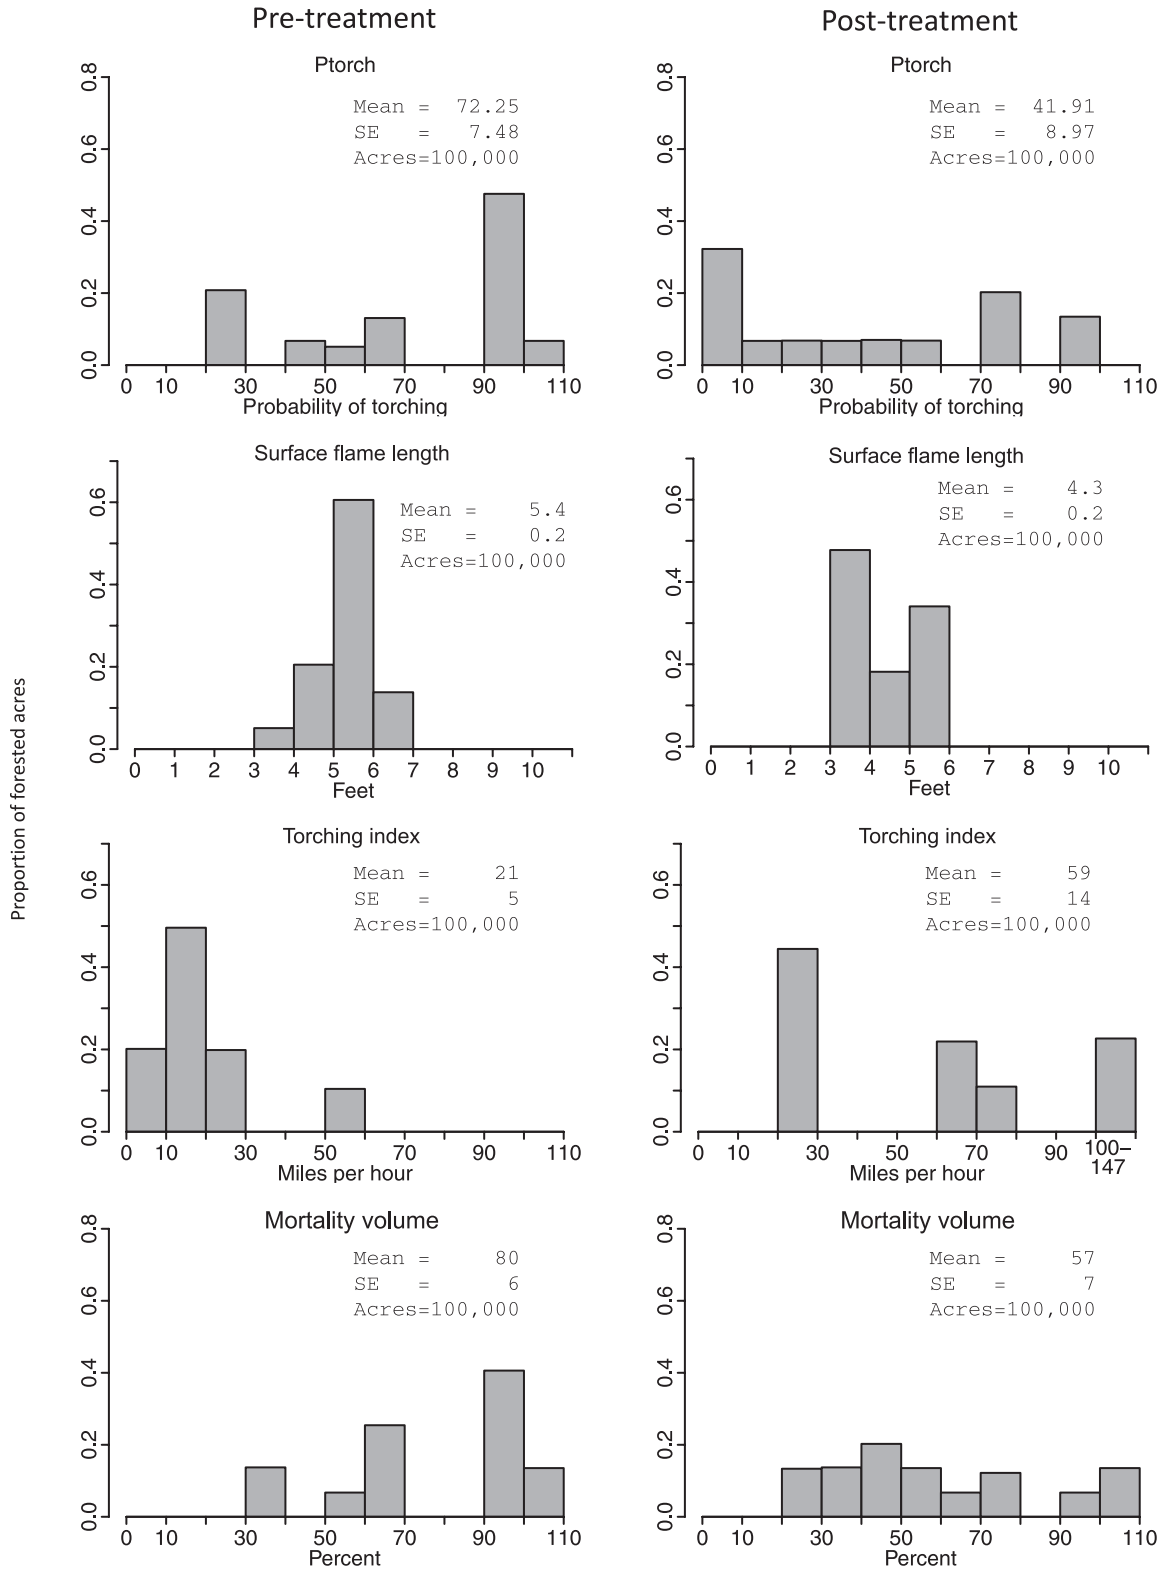 Pre-treatment
Post-treatment
Proportion of forested acres
Ptorch
Mean = 72.25
SE = 7.48
Acres=100,000
0.0 0.2 0.4 0.6 0.8
0 10 30 50 70 90 110
Probability of torching
Ptorch
Mean = 41.91
SE = 8.97
Acres=100,000
0.0 0.2 0.4 0.6 0.8
0 10 30 50 70 90 110
Probability of torching
Surface flame length
Mean = 5.4
SE = 0.2
Acres=100,000
0.0 0.2 0.4 0.6
0 1 2 3 4 5 6 7 8 9 10
Feet
Surface flame length
Mean = 4.3
SE = 0.2
Acres=100,000
0.0 0.2 0.4 0.6
0 1 2 3 4 5 6 7 8 9 10
Feet
Torching index
Mean = 21
SE = 5
Acres=100,000
0.0 0.2 0.4 0.6
0 10 30 50 70 90 110
Miles per hour
Torching index
Mean = 59
SE = 14
Acres=100,000
0.0 0.2 0.4 0.6
0 10 30 50 70 90 100–
147
Miles per hour
Mortality volume
Mean = 80
SE = 6
Acres=100,000
0.0 0.2 0.4 0.6 0.8
0 10 30 50 70 90 110
Percent
Mortality volume
Mean = 57
SE = 7
Acres=100,000
0.0 0.2 0.4 0.6 0.8
0 10 30 50 70 90 110
Percent